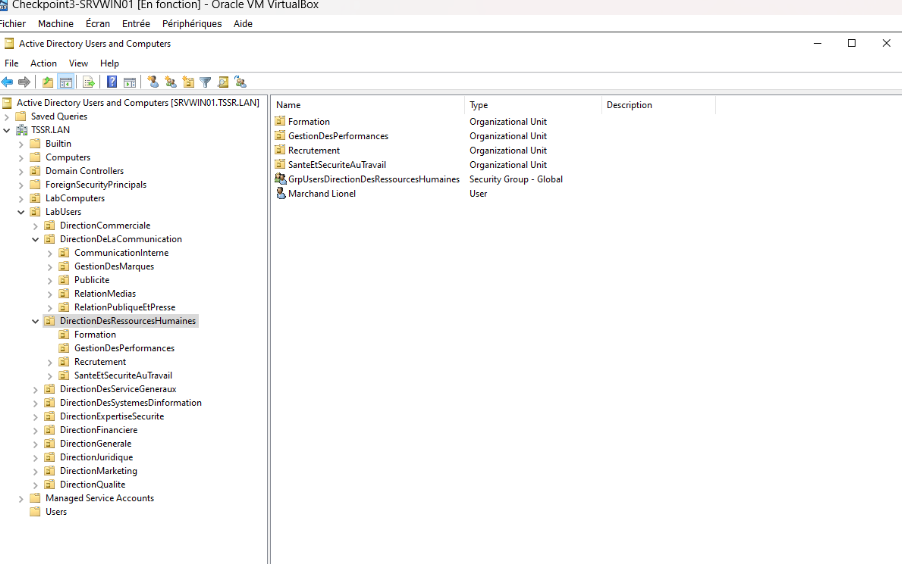 Checkpoint3-SRVWIN01 [En fonction] - Oracle VM VirtualBox
Fichier Machine Écran Entrée Périphériques Aide
Active Directory Users and Computers
File Action View Help
Active Directory Users and Computers [SRVWIN01.TSSR.LAN]
Saved Queries
TSSR.LAN
Builtin
Computers
Domain Controllers
ForeignSecurityPrincipals
LabComputers
LabUsers
DirectionCommerciale
DirectionDeLaCommunication
CommunicationInterne
GestionDesMarques
Publicite
RelationMedias
RelationPubliqueEtPresse
DirectionDesRessourcesHumaines
Formation
GestionDesPerformances
Recrutement
SanteEtSecuriteAuTravail
DirectionDesServiceGeneraux
DirectionDesSystemesDinformation
DirectionExpertiseSecurite
DirectionFinanciere
DirectionGenerale
DirectionJuridique
DirectionMarketing
DirectionQualite
Managed Service Accounts
Users
Name Type Description
Formation Organizational Unit
GestionDesPerformances Organizational Unit
Recrutement Organizational Unit
SanteEtSecuriteAuTravail Organizational Unit
GrpUsersDirectionDesRessourcesHumaines Security Group - Global
Marchand Lionel User